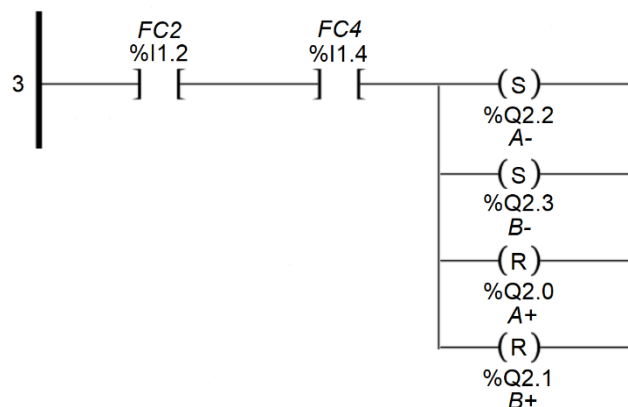 FC2
FC4
%I1.2
%I1.4
3
S
%Q2.2
A-
S
%Q2.3
B-
R
%Q2.0
A+
R
%Q2.1
B+